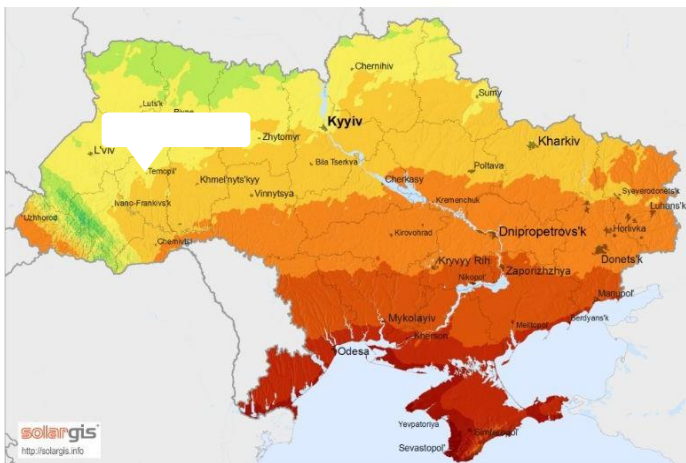 Chernihiv
Luts'k
Sumy
Kyyiv
Zhytomyr
Kharkiv
L'viv
Ternopil'
Bila Tserkva
Poltava
Khmel'nyts'kyy
Vinnytsya
Cherkasy
Syeverodonets'k
Ivano-Frankivs'k
Kremenchuk
Luhans'k
Uzhhorod
Kirovohrad
Dnipropetrovs'k
Horlivka
Chernivtsi
Donets'k
Kryvyy Rih
Zaporizhzhya
Nikopol'
Mariupol'
Mykolayiv
Melitopol'
Berdyans'k
Kherson
Odesa
Yevpatoriya
Simferopol'
Sevastopol'
solargis
http://solargis.info